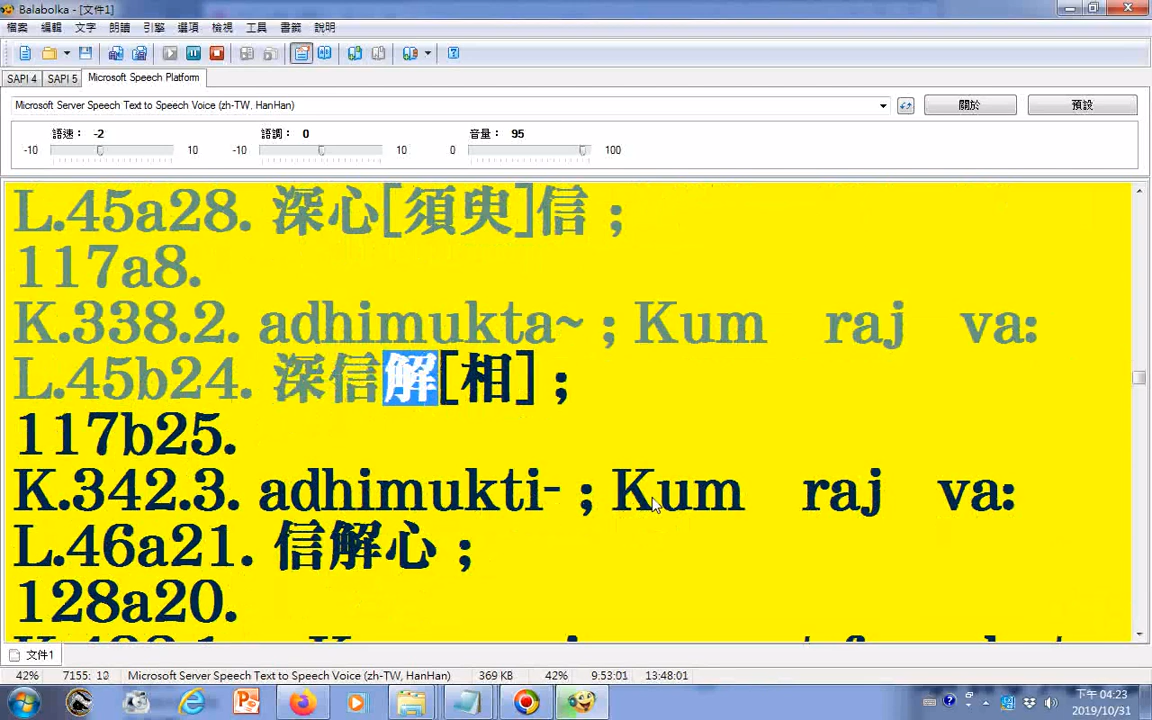 Balabolka - [文件1]
檔案 編輯 文字 朗讀 引擎 選項 檢視 工具 書籤 說明
SAPI 4 SAPI 5 Microsoft Speech Platform
Microsoft Server Speech Text to Speech Voice (zh-TW, HanHan) 關於 預設
語速： -2 語調： 0 音量： 95
-10 10 -10 10 0 100
L.45a28. 深心[須臾]信；
117a8.
K.338.2. adhimukta~ ; Kum raj va:
L.45b24. 深信解[相]；
117b25.
K.342.3. adhimukti- ; Kum raj va:
L.46a21. 信解心；
128a20.
文件1
42% 7155: 10 Microsoft Server Speech Text to Speech Voice (zh-TW, HanHan) 369 KB 42% 9:53:01 13:48:01
下午 04:23
2019/10/31